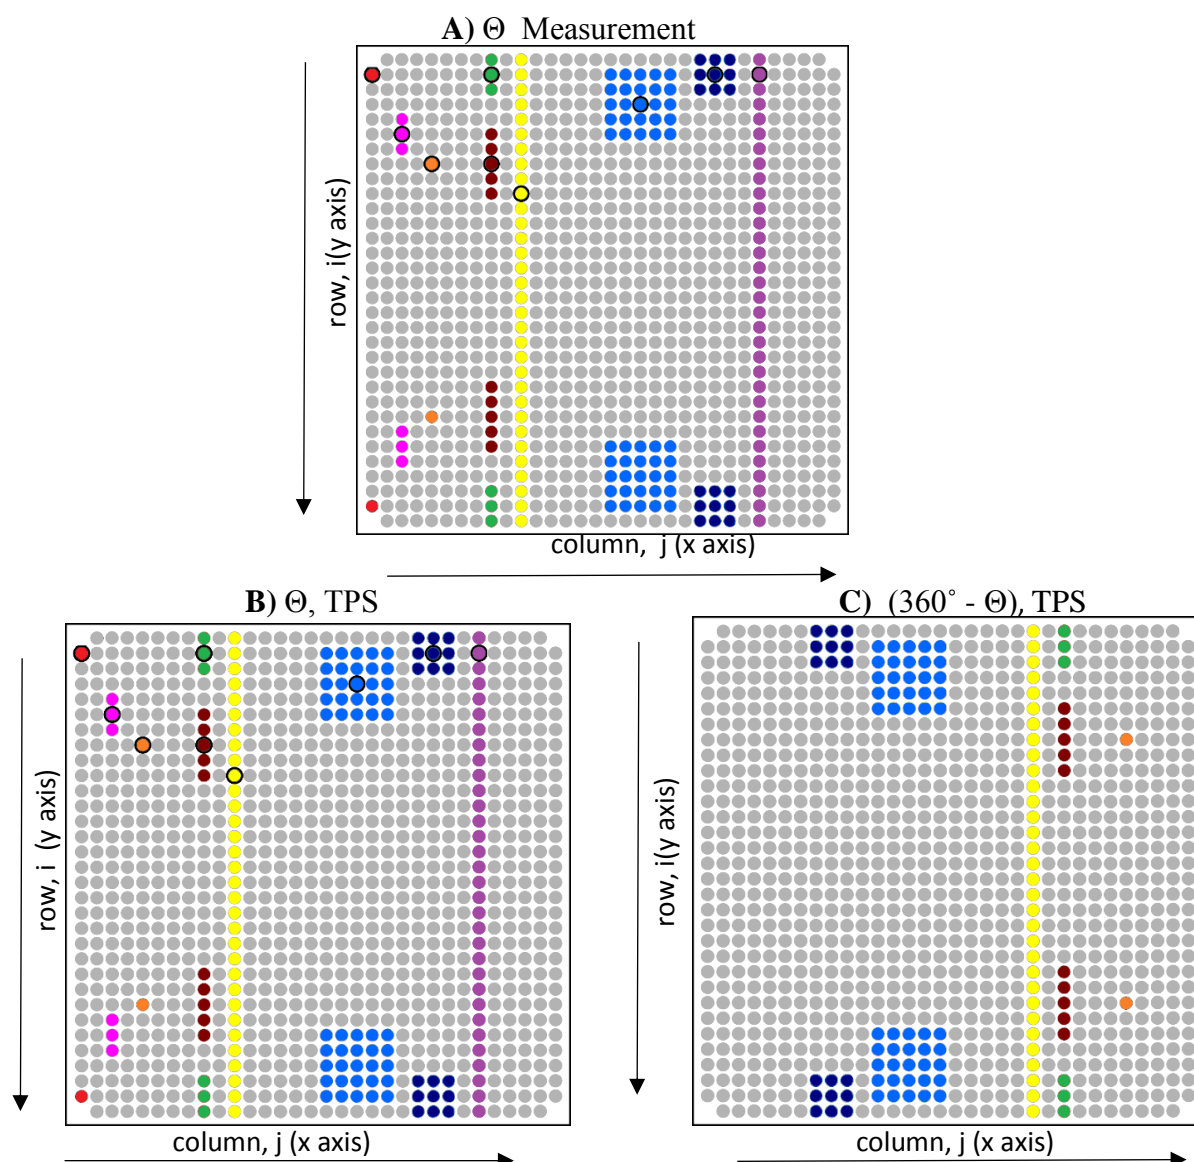 A) Θ Measurement
row, i(y axis)
column, j (x axis)
B) Θ, TPS
row, i (y axis)
column, j (x axis)
C) (360˚ - Θ), TPS
row, i(y axis)
column, j (x axis)